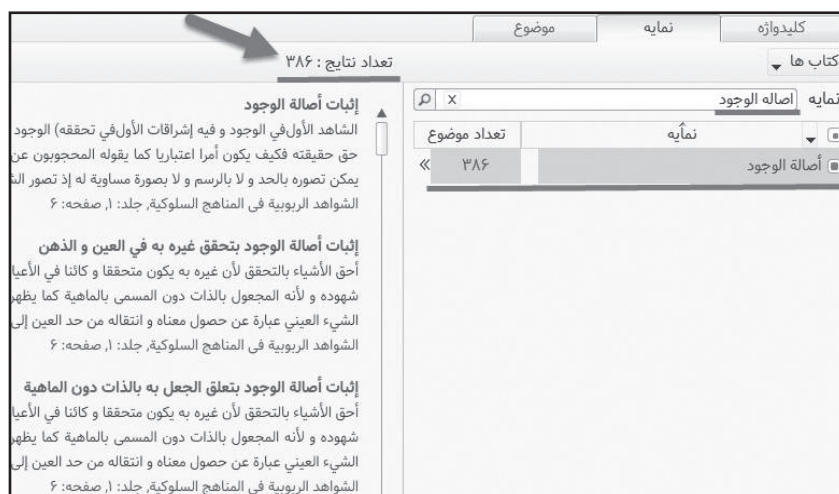 کلیدواژه نمایه موضوع
کتاب ها
تعداد نتایج : ۳۸۶
نمایه اصاله الوجود x
نمایه تعداد موضوع
أصالة الوجود ۳۸۶ »
إثبات أصالة الوجود
الشاهد الأول‌في الوجود و فيه إشراقات الأول‌في تحققه) الوجود
حق حقيقته فكيف يكون أمرا اعتباريا كما يقوله المحجوبون عن
يمكن تصوره بالحد و لا بالرسم و لا بصورة مساوية له إذ تصور
الشواهد الربوبية فى المناهج السلوكية, جلد: ۱, صفحه: ۶
إثبات أصالة الوجود بتحقق غيره به في العين و الذهن
أحق الأشياء بالتحقق لأن غيره به يكون متحققا و كائنا في
شهوده و لأنه المجعول بالذات دون المسمى بالماهية كما
الشيء العيني عبارة عن حصول معناه و انتقاله من حد العين إلى
الشواهد الربوبية فى المناهج السلوكية, جلد: ۱, صفحه: ۶
إثبات أصالة الوجود بتعلق الجعل به بالذات دون الماهية
أحق الأشياء بالتحقق لأن غيره به يكون متحققا و كائنا في
شهوده و لأنه المجعول بالذات دون المسمى بالماهية كما
الشيء العيني عبارة عن حصول معناه و انتقاله من حد العين إلى
الشواهد الربوبية فى المناهج السلوكية, جلد: ۱, صفحه: ۶